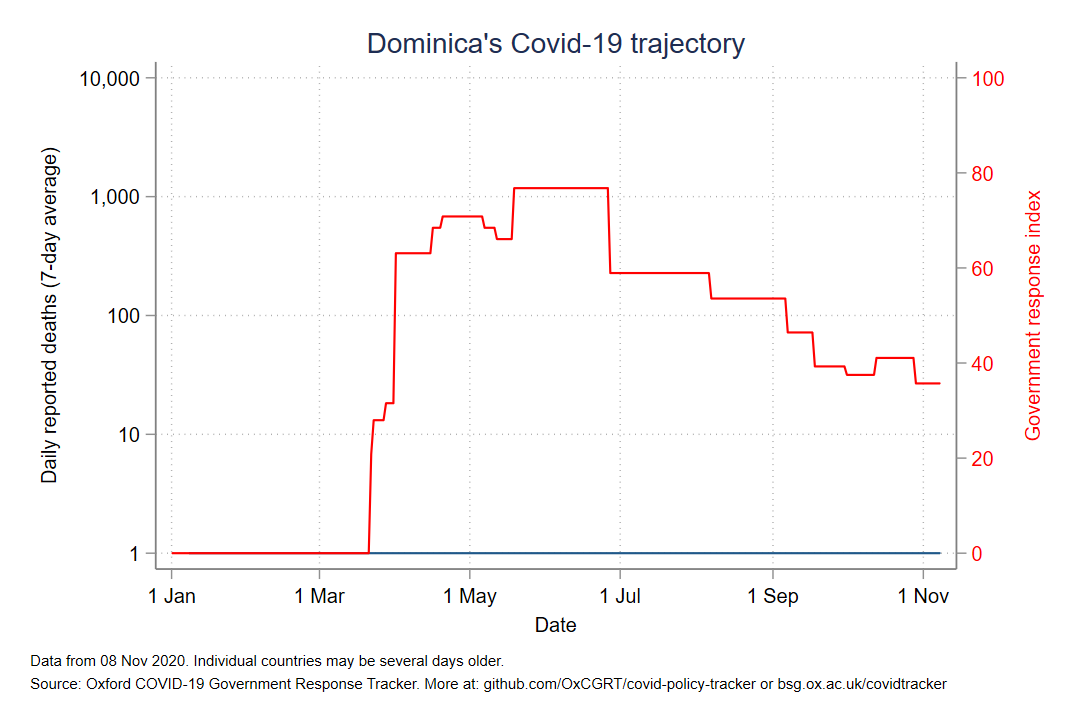 Dominica's Covid-19 trajectory
10,000
1,000
100
10
1
Daily reported deaths (7-day average)
100
80
60
40
20
0
Government response index
1 Jan 1 Mar 1 May 1 Jul 1 Sep 1 Nov
Date
Data from 08 Nov 2020. Individual countries may be several days older.
Source: Oxford COVID-19 Government Response Tracker. More at: github.com/OxCGRT/covid-policy-tracker or bsg.ox.ac.uk/covidtracker